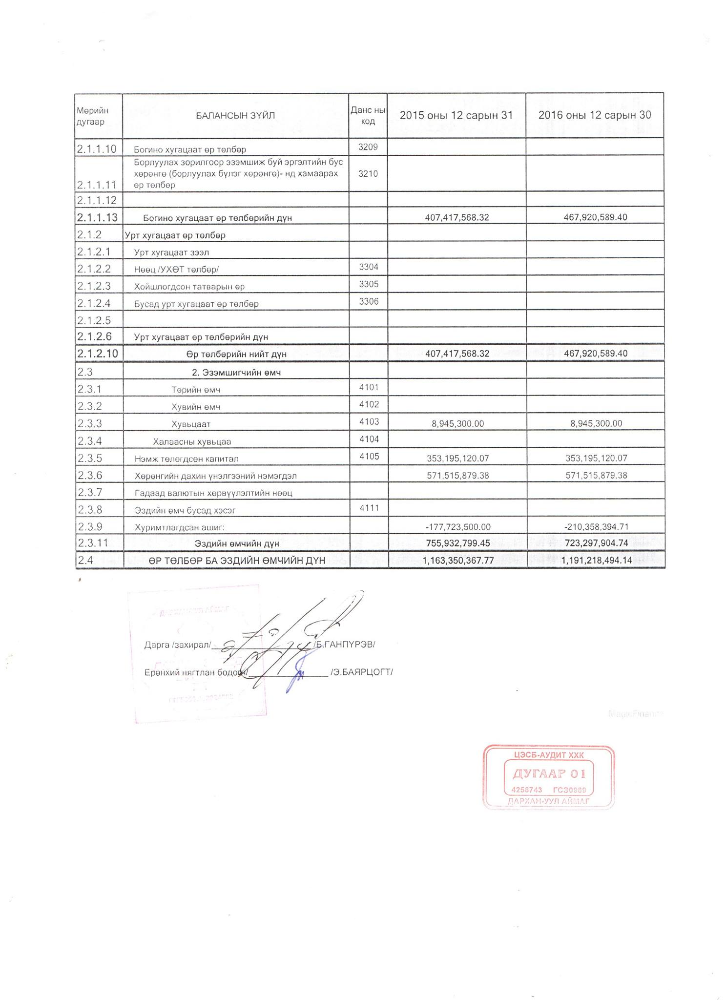 Мөрийн дугаар БАЛАНСЫН ЗҮЙЛ Данс ны код 2015 оны 12 сарын 31 2016 оны 12 сарын 30
2.1.1.10 Богино хугацаат өр төлбөр 3209
2.1.1.11 Борлуулах зорилгоор эзэмшиж буй эргэлтийн бус
хөрөнгө (борлуулах бүлэг хөрөнгө)- нд хамаарах 3210
өр төлбөр
2.1.1.12
2.1.1.13 Богино хугацаат өр төлбөрийн дүн 407,417,568.32 467,920,589.40
2.1.2 Урт хугацаат өр төлбөр
2.1.2.1 Урт хугацаат зээл
2.1.2.2 Нөөц /УХӨТ төлбөр/ 3304
2.1.2.3 Хойшлогдсон татварын өр 3305
2.1.2.4 Бусад урт хугацаат өр төлбөр 3306
2.1.2.5
2.1.2.6 Урт хугацаат өр төлбөрийн дүн
2.1.2.10 Өр төлбөрийн нийт дүн 407,417,568.32 467,920,589.40
2.3 2. Эзэмшигчийн өмч
2.3.1 Төрийн өмч 4101
2.3.2 Хувийн өмч 4102
2.3.3 Хувьцаат 4103 8,945,300.00 8,945,300.00
2.3.4 Халаасны хувьцаа 4104
2.3.5 Нэмж төлөгдсөн капитал 4105 353,195,120.07 353,195,120.07
2.3.6 Хөрөнгийн дахин үнэлгээний нэмэгдэл 571,515,879.38 571,515,879.38
2.3.7 Гадаад валютын хөрвүүлэлтийн нөөц
2.3.8 Эздийн өмч бусад хэсэг 4111
2.3.9 Хуримтлагдсан ашиг: -177,723,500.00 -210,358,394.71
2.3.11 Эздийн өмчийн дүн 755,932,799.45 723,297,904.74
2.4 ӨР ТӨЛБӨР БА ЭЗДИЙН ӨМЧИЙН ДҮН 1,163,350,367.77 1,191,218,494.14
Дарга /захирал/ /Б.ГАНПҮРЭВ/
Ерөнхий нягтлан бодогч/ /Э.БАЯРЦОГТ/
MagicFinance
ЦЭСБ-АУДИТ ХХК
ДУГААР 01
4256743 ГСЭ0989
ДАРХАН-УУЛ АЙМАГ